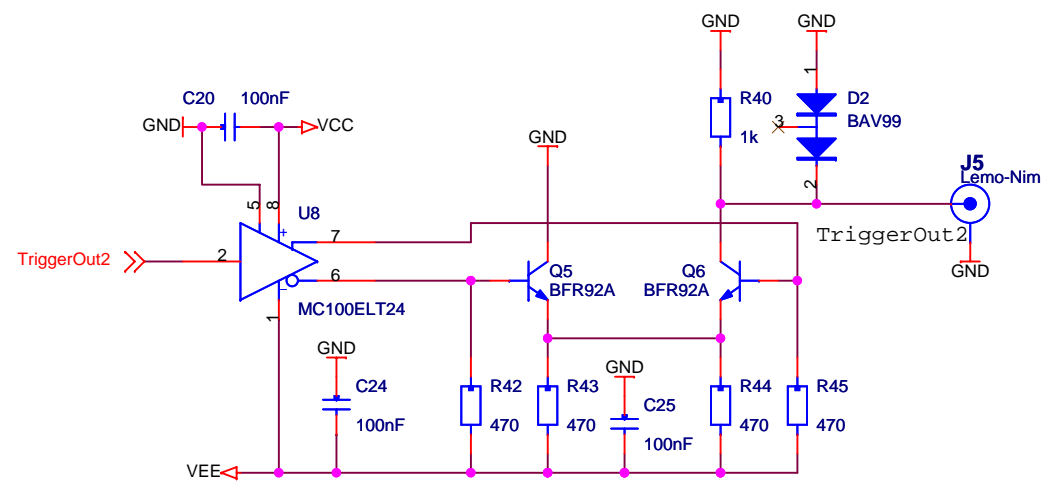 GND
GND
C20
100nF
GND
VCC
R40
1k
1
3
2
D2
BAV99
GND
J5
Lemo-Nim
TriggerOut2
GND
5
8
U8
+
7
TriggerOut2
2
6
-
1
MC100ELT24
Q5
BFR92A
Q6
BFR92A
GND
C24
100nF
R42
470
R43
470
GND
C25
100nF
R44
470
R45
470
VEE